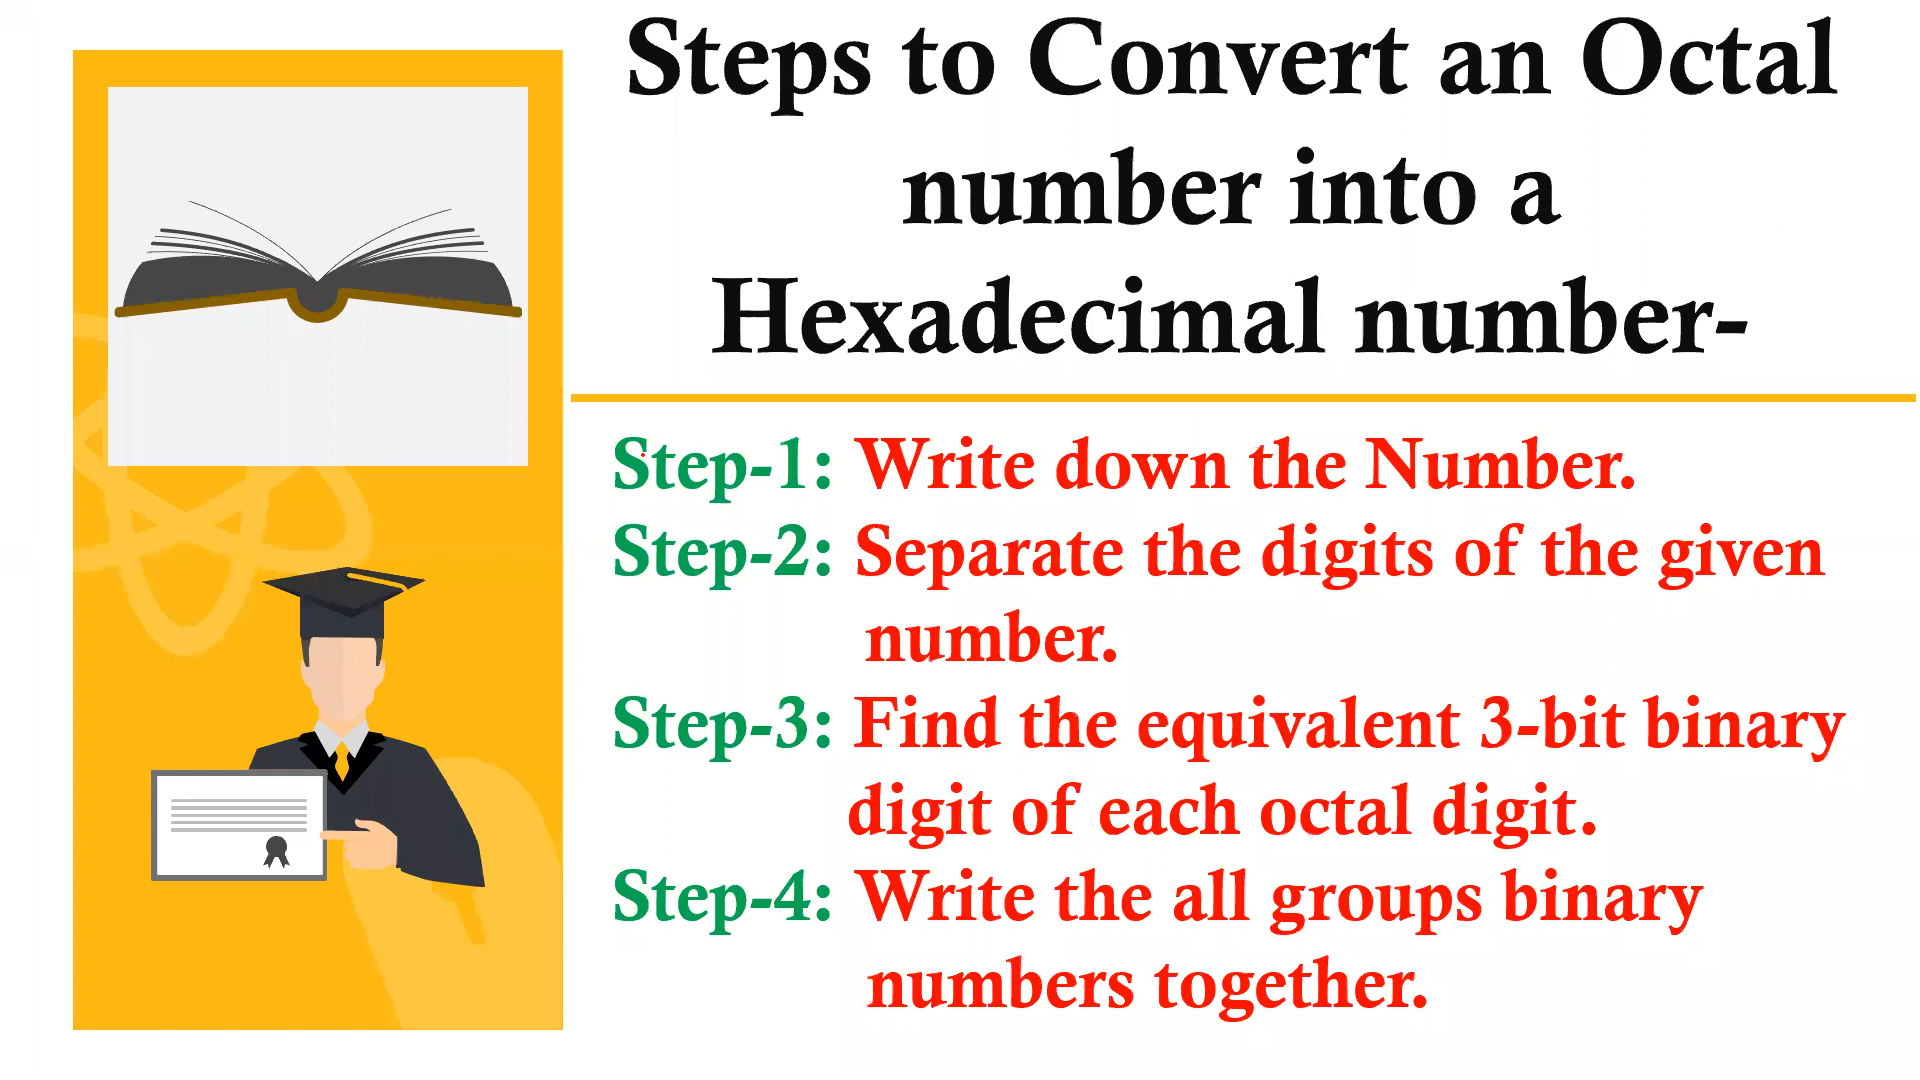 Steps to Convert an Octal
number into a
Hexadecimal number-
Step-1: Write down the Number.
Step-2: Separate the digits of the given
number.
Step-3: Find the equivalent 3-bit binary
digit of each octal digit.
Step-4: Write the all groups binary
numbers together.